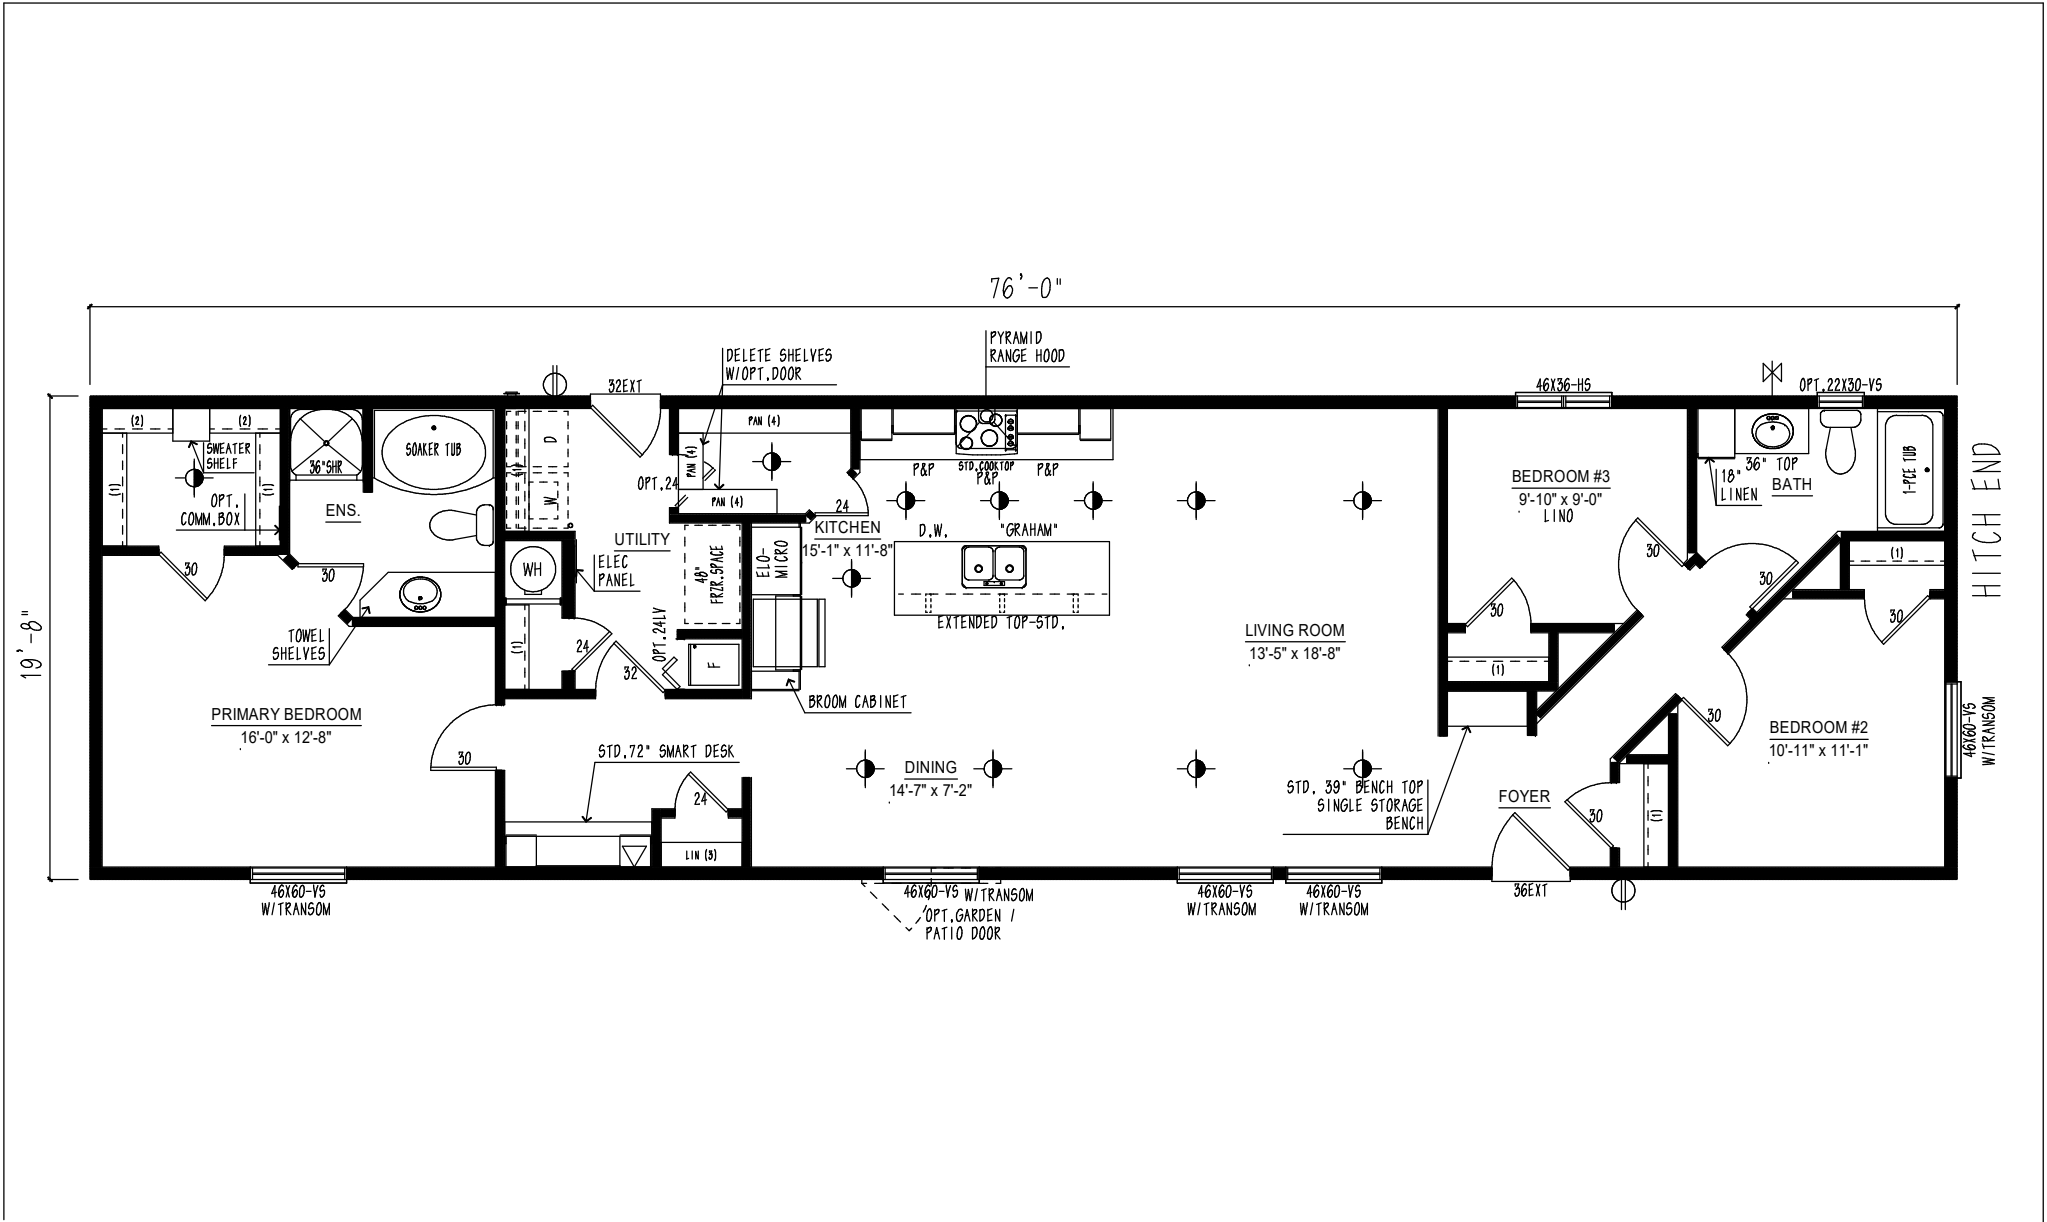 76'-0"
PYRAMID
RANGE HOOD
DELETE SHELVES
W/OPT.DOOR
32EXT
46X36-HS
OPT.22X30-VS
(2)
(2)
SWEATER
SHELF
(1)
(1)
OPT.
COMM.BOX
30
36"SHR
SOAKER TUB
ENS.
30
TOWEL
SHELVES
D
W
(1)
OPT.24
PAN (4)
PAN (4)
PAN (4)
24
UTILITY
WH
ELEC
PANEL
48"
FRZR.SPACE
OPT.24LV
(1)
24
32
F
KITCHEN
15'-1" x 11'-8"
ELO-
MICRO
BROOM CABINET
P&P
STD.COOKTOP
P&P
P&P
D.W.
"GRAHAM"
EXTENDED TOP-STD.
LIVING ROOM
13'-5" x 18'-8"
BEDROOM #3
9'-10" x 9'-0"
LINO
30
30
(1)
18"
LINEN
36" TOP
BATH
1-PCE TUB
30
(1)
30
HITCH END
19'-8"
PRIMARY BEDROOM
16'-0" x 12'-8"
30
STD.72" SMART DESK
24
LIN (3)
DINING
14'-7" x 7'-2"
STD. 39" BENCH TOP
SINGLE STORAGE
BENCH
FOYER
30
(1)
30
BEDROOM #2
10'-11" x 11'-1"
46X60-VS
W/TRANSOM
46X60-VS
W/TRANSOM
46X60-VS
W/TRANSOM
OPT.GARDEN /
PATIO DOOR
46X60-VS
W/TRANSOM
46X60-VS
W/TRANSOM
36EXT